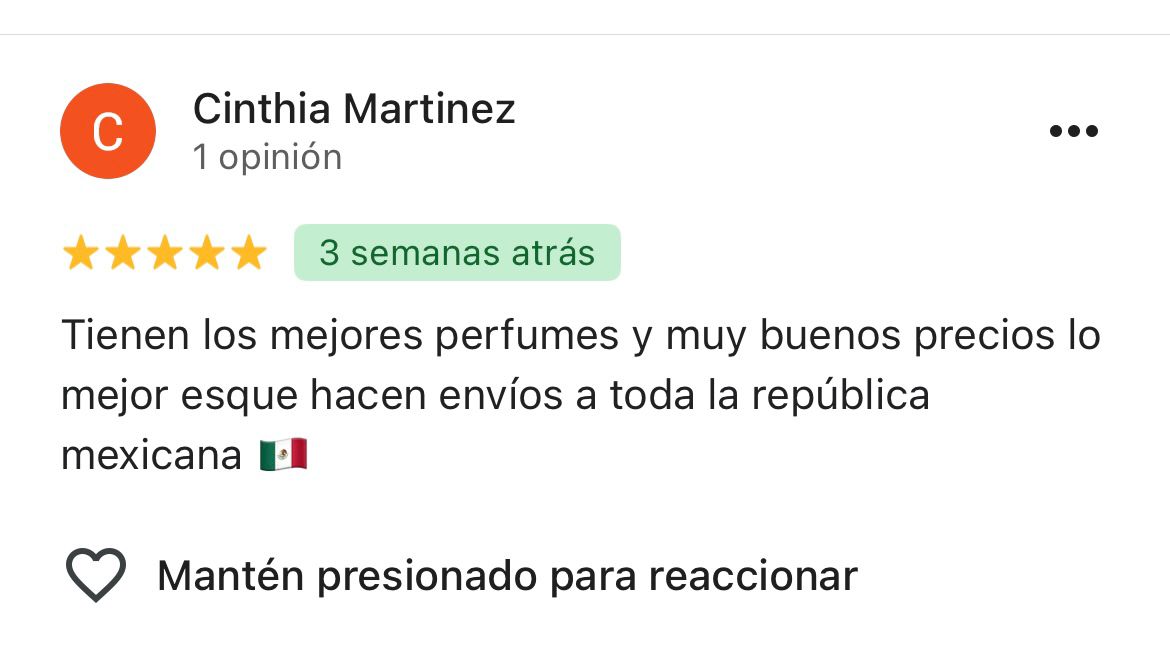 C
Cinthia Martinez
1 opinión
3 semanas atrás
Tienen los mejores perfumes y muy buenos precios lo
mejor esque hacen envíos a toda la república
mexicana 🇲🇽
Mantén presionado para reaccionar